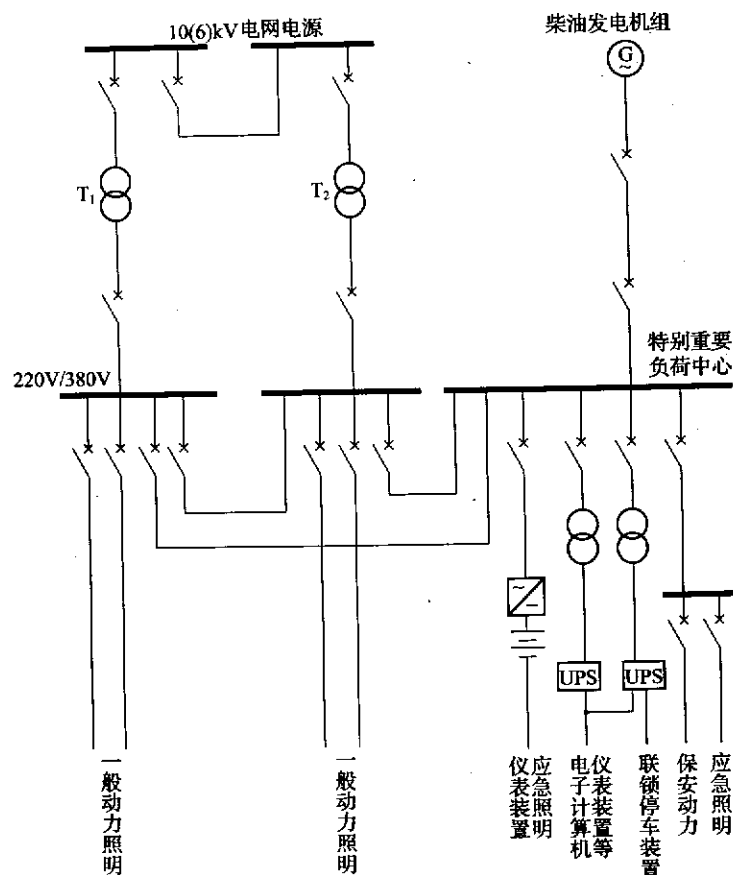 10(6)kV电网电源
柴油发电机组
G
~
T₁
T₂
特别重要
负荷中心
220V/380V
~
UPS
UPS
一般动力照明
一般动力照明
应急照明
仪表装置
仪表装置等
电子计算机
联锁停车装置
保安动力
应急照明